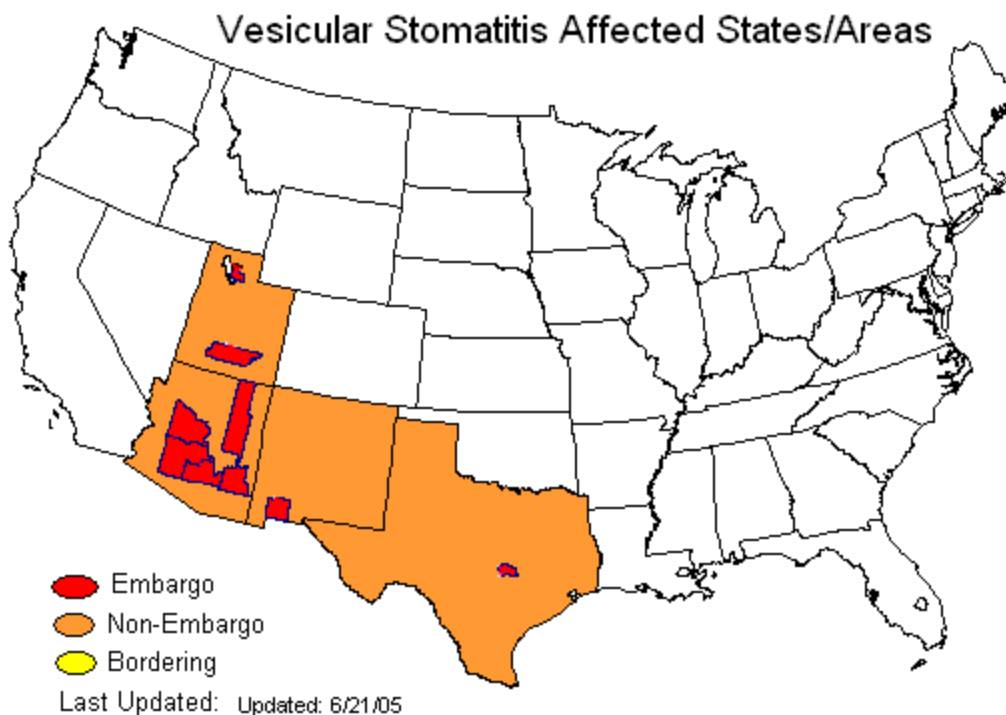 Vesicular Stomatitis Affected States/Areas
Embargo
Non-Embargo
Bordering
Last Updated: Updated: 6/21/05